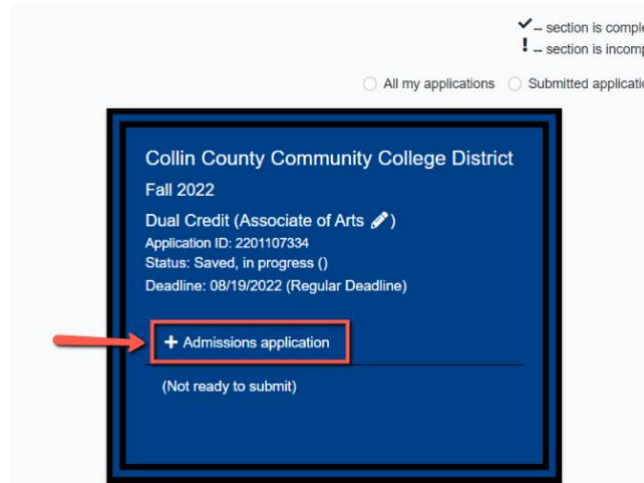 – section is comple
– section is incomp
All my applications Submitted applicatio
Collin County Community College District
Fall 2022
Dual Credit (Associate of Arts )
Application ID: 2201107334
Status: Saved, in progress ()
Deadline: 08/19/2022 (Regular Deadline)
+ Admissions application
(Not ready to submit)